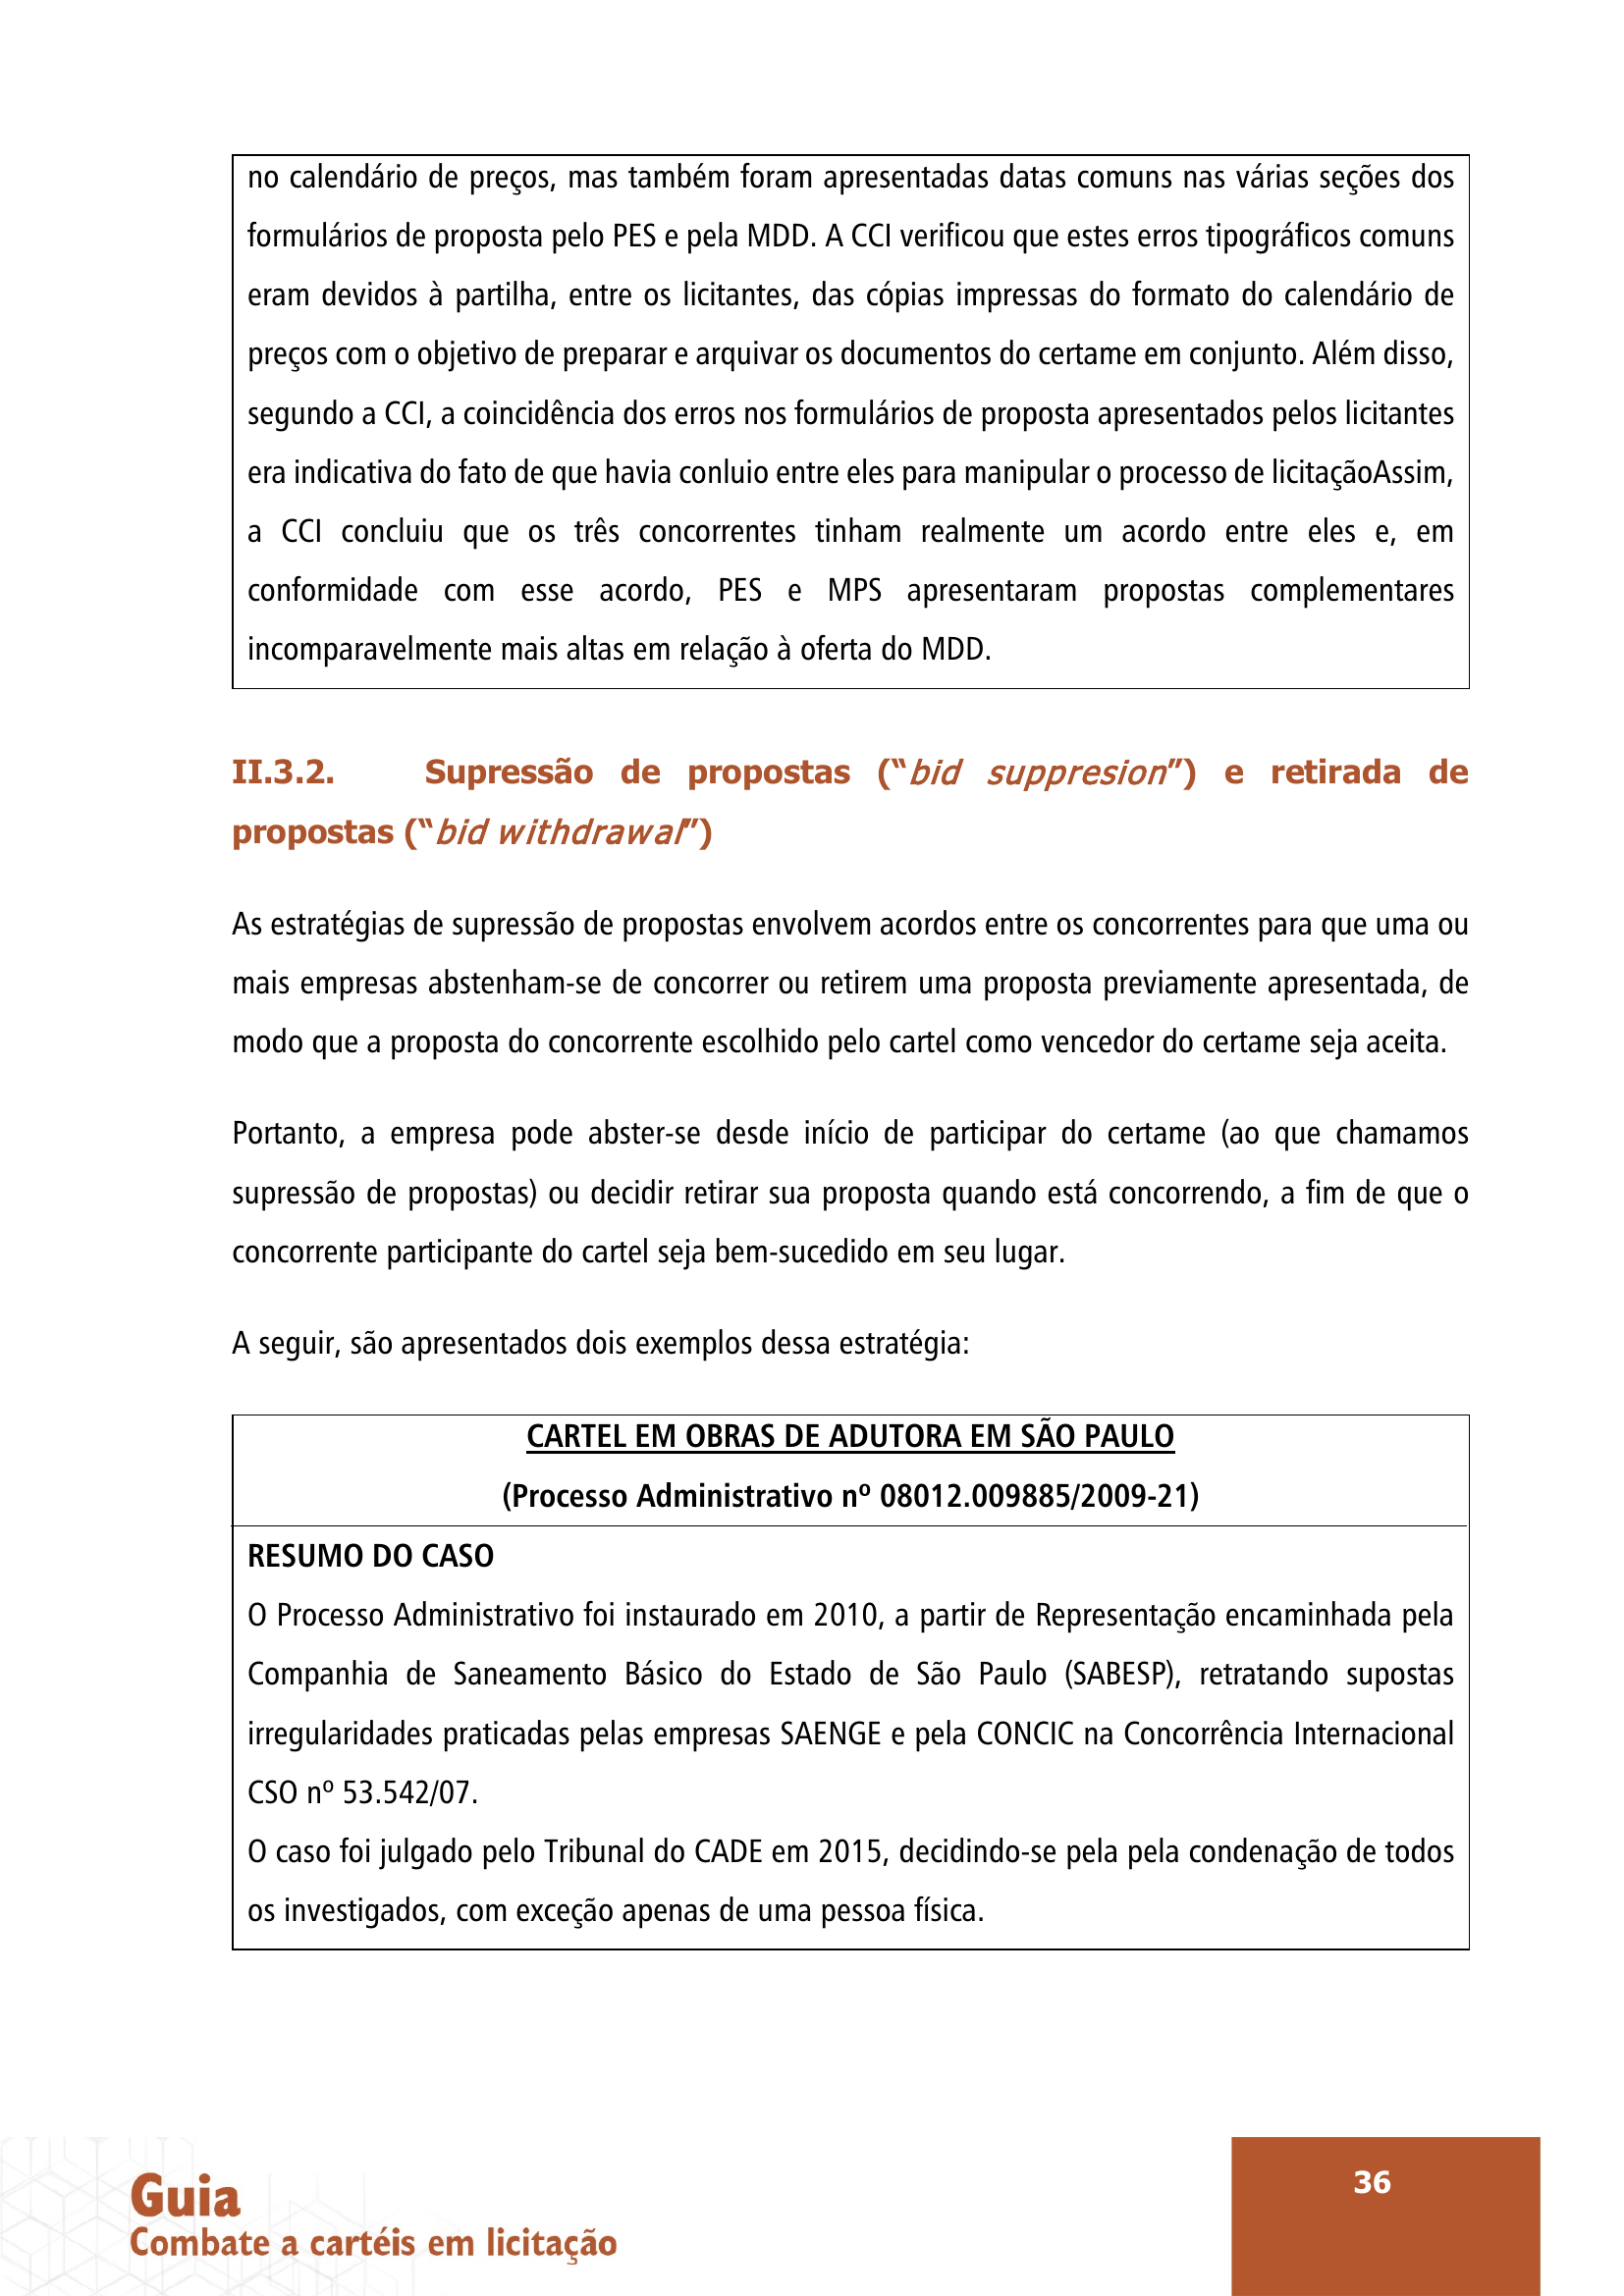 no calendário de preços, mas também foram apresentadas datas comuns nas várias seções dos
formulários de proposta pelo PES e pela MDD. A CCI verificou que estes erros tipográficos comuns
eram devidos à partilha, entre os licitantes, das cópias impressas do formato do calendário de
preços com o objetivo de preparar e arquivar os documentos do certame em conjunto. Além disso,
segundo a CCI, a coincidência dos erros nos formulários de proposta apresentados pelos licitantes
era indicativa do fato de que havia conluio entre eles para manipular o processo de licitaçãoAssim,
a CCI concluiu que os três concorrentes tinham realmente um acordo entre eles e, em
conformidade com esse acordo, PES e MPS apresentaram propostas complementares
incomparavelmente mais altas em relação à oferta do MDD.
II.3.2. Supressão de propostas (“bid suppresion”) e retirada de
propostas (“bid withdrawal”)
As estratégias de supressão de propostas envolvem acordos entre os concorrentes para que uma ou
mais empresas abstenham-se de concorrer ou retirem uma proposta previamente apresentada, de
modo que a proposta do concorrente escolhido pelo cartel como vencedor do certame seja aceita.
Portanto, a empresa pode abster-se desde início de participar do certame (ao que chamamos
supressão de propostas) ou decidir retirar sua proposta quando está concorrendo, a fim de que o
concorrente participante do cartel seja bem-sucedido em seu lugar.
A seguir, são apresentados dois exemplos dessa estratégia:
CARTEL EM OBRAS DE ADUTORA EM SÃO PAULO
(Processo Administrativo nº 08012.009885/2009-21)
RESUMO DO CASO
O Processo Administrativo foi instaurado em 2010, a partir de Representação encaminhada pela
Companhia de Saneamento Básico do Estado de São Paulo (SABESP), retratando supostas
irregularidades praticadas pelas empresas SAENGE e pela CONCIC na Concorrência Internacional
CSO nº 53.542/07.
O caso foi julgado pelo Tribunal do CADE em 2015, decidindo-se pela pela condenação de todos
os investigados, com exceção apenas de uma pessoa física.
36
Guia
Combate a cartéis em licitação